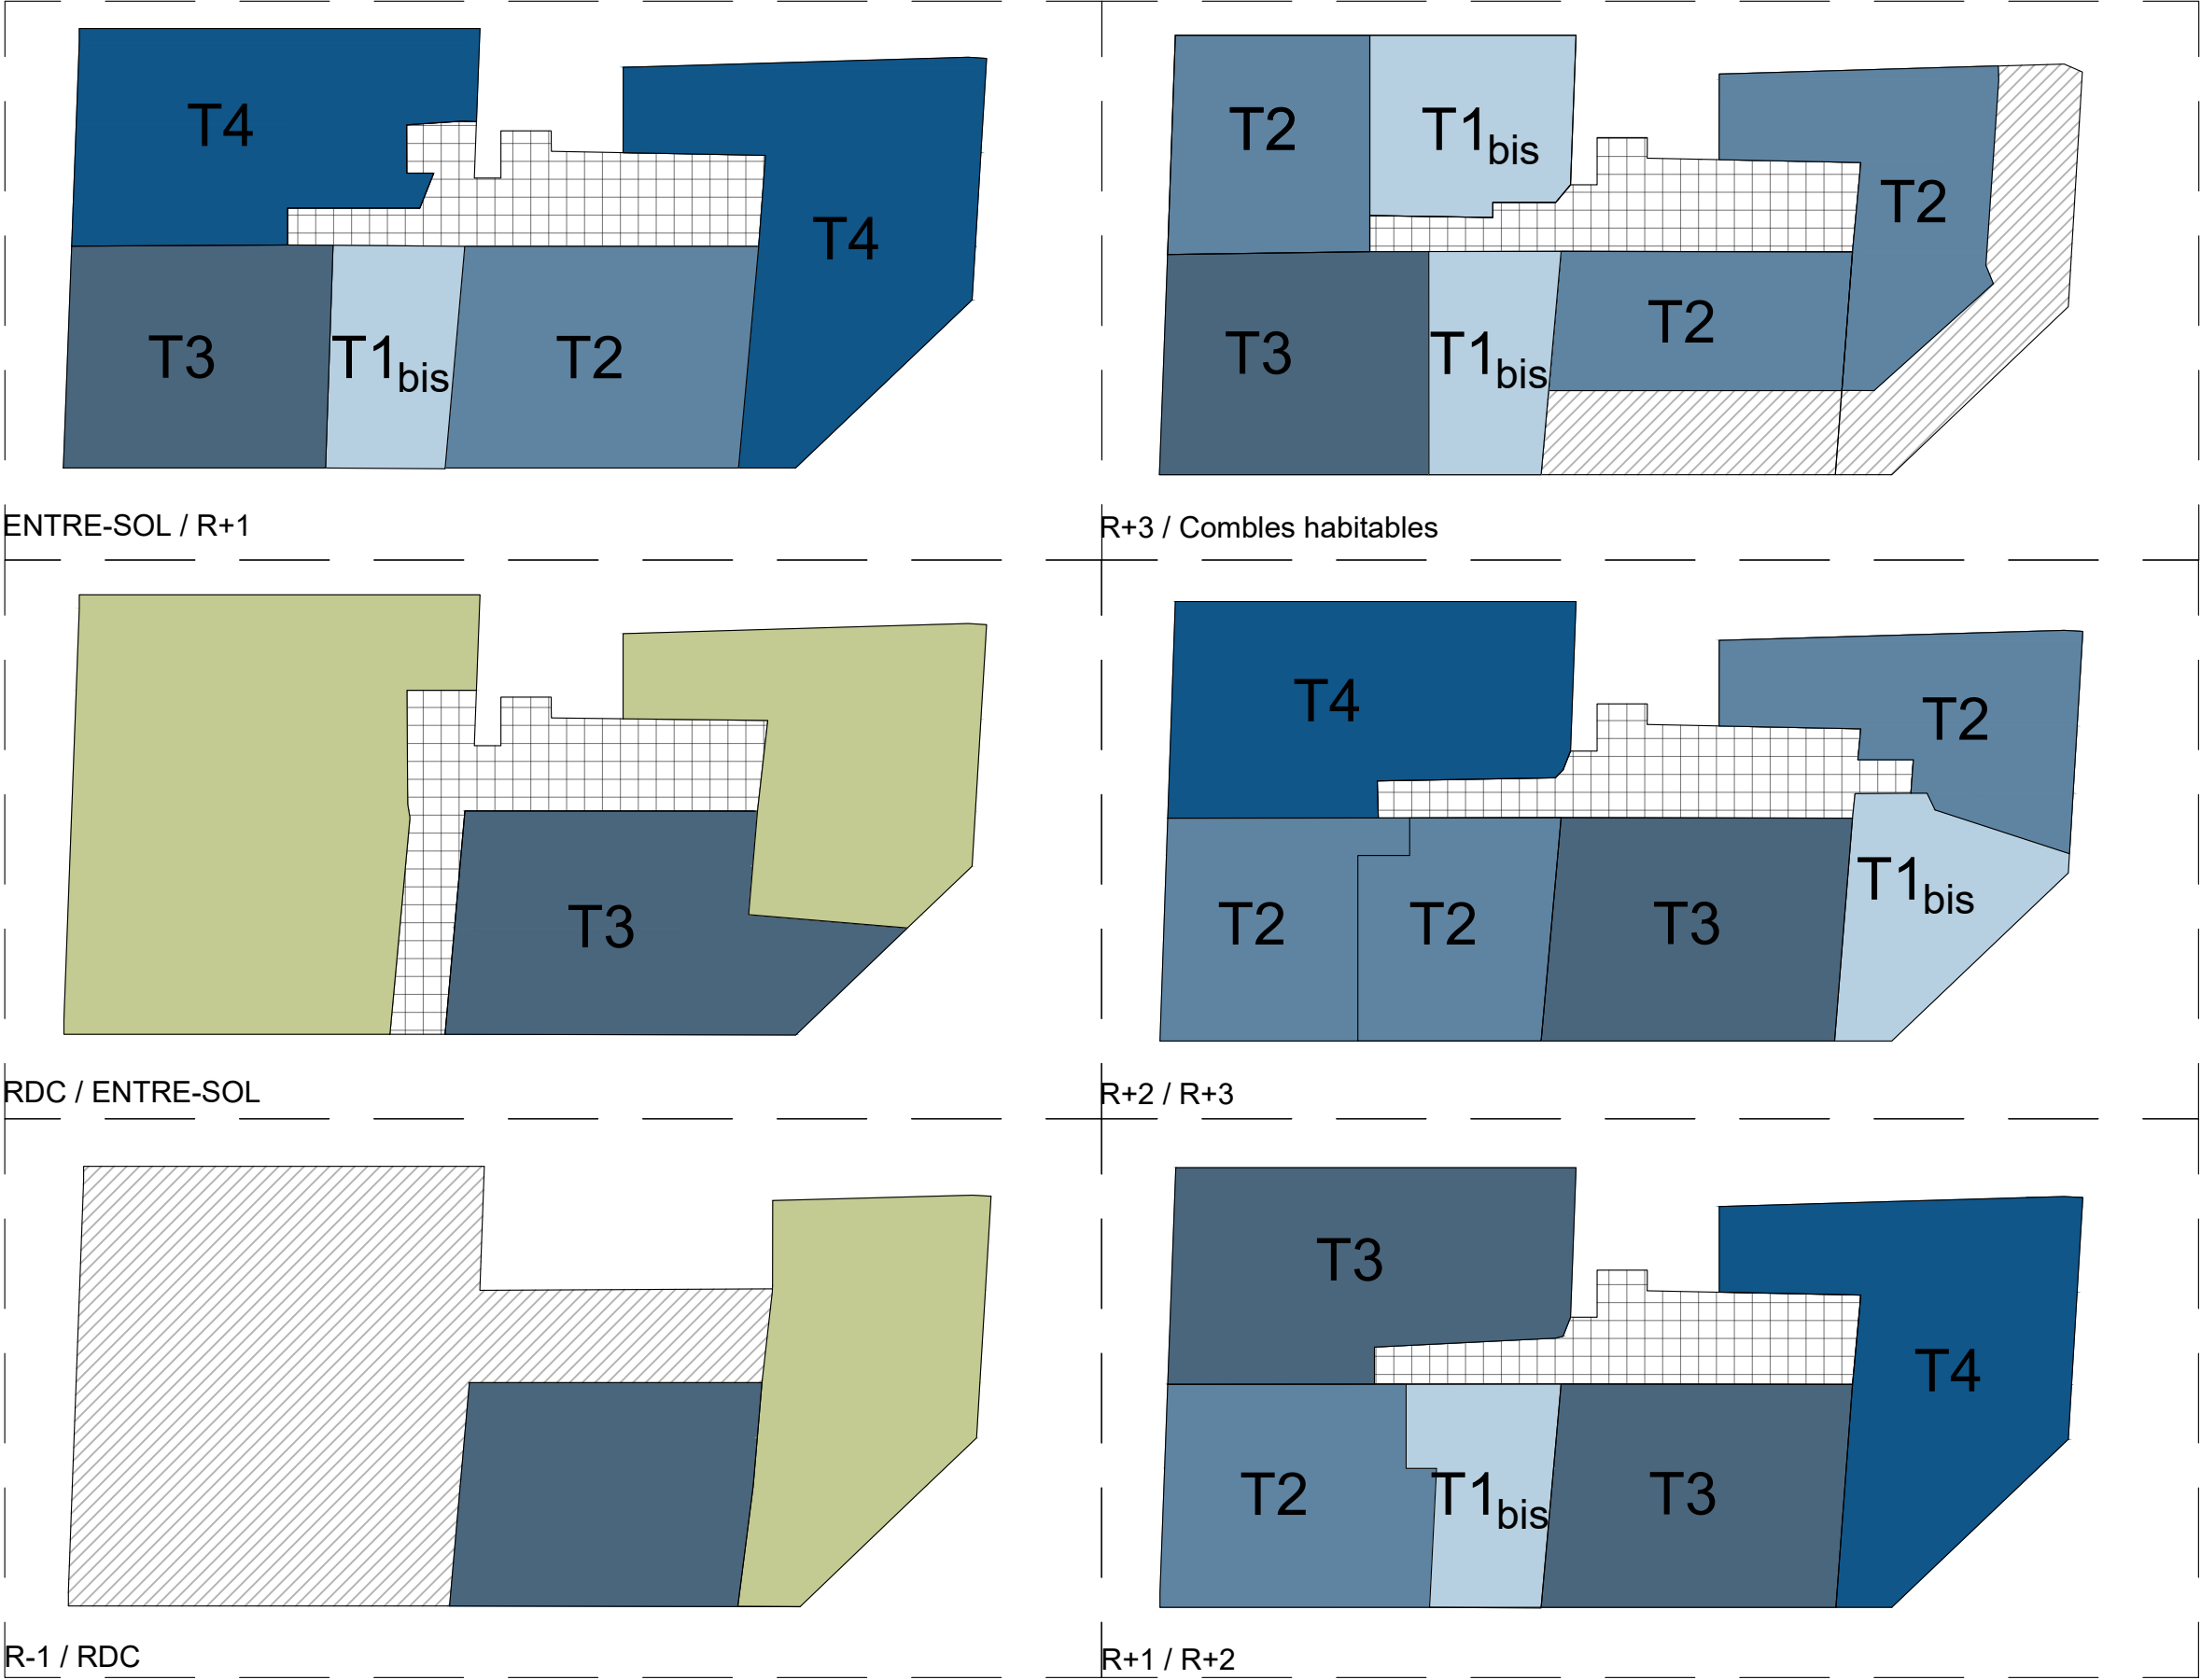 T4
T4
T3
T1bis
T2
ENTRE-SOL / R+1
T2
T1bis
T2
T3
T1bis
T2
R+3 / Combles habitables
T3
RDC / ENTRE-SOL
T4
T2
T2
T2
T3
T1bis
R+2 / R+3
R-1 / RDC
T3
T4
T2
T1bis
T3
R+1 / R+2